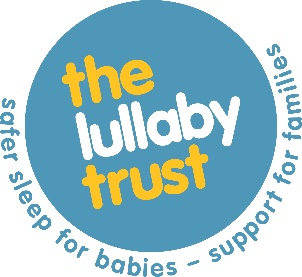 the
lullaby
trust
safer sleep for babies – support for families